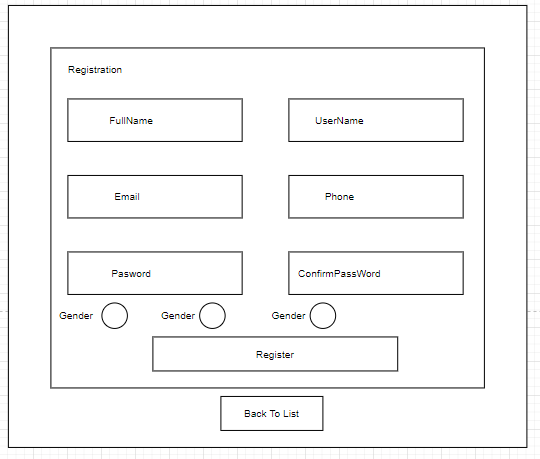 Registration
FullName
UserName
Email
Phone
Pasword
ConfirmPassWord
Gender
Gender
Gender
Register
Back To List